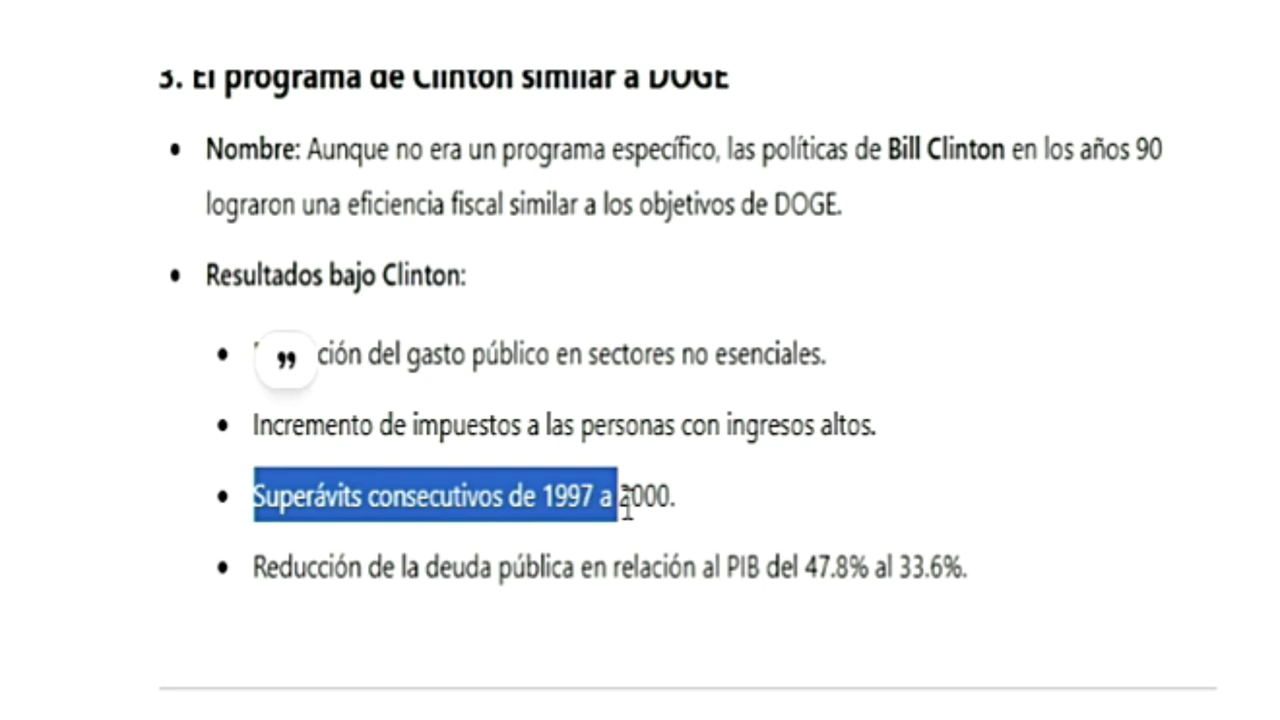 3. El programa de Clinton similar a DOGE
• Nombre: Aunque no era un programa específico, las políticas de Bill Clinton en los años 90
lograron una eficiencia fiscal similar a los objetivos de DOGE.
• Resultados bajo Clinton:
• ción del gasto público en sectores no esenciales.
• Incremento de impuestos a las personas con ingresos altos.
• Superávits consecutivos de 1997 a 2000.
• Reducción de la deuda pública en relación al PIB del 47.8% al 33.6%.